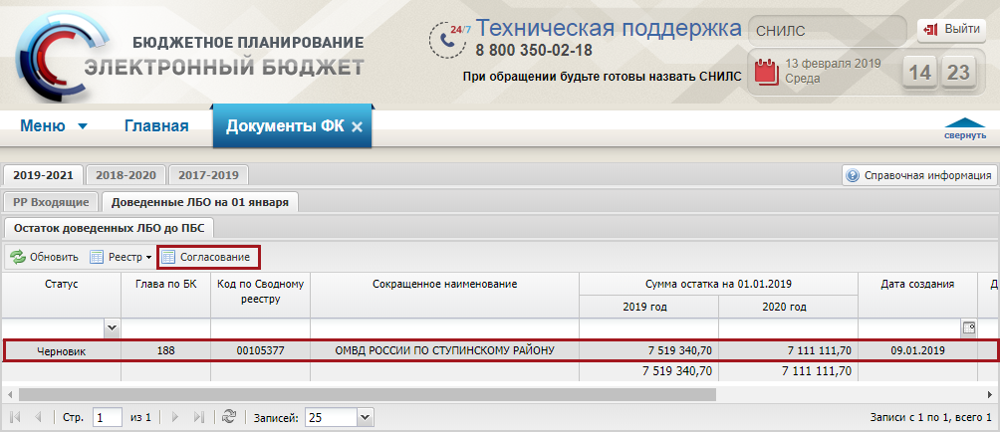 БЮДЖЕТНОЕ ПЛАНИРОВАНИЕ
ЭЛЕКТРОННЫЙ БЮДЖЕТ
24/7
Техническая поддержка
8 800 350-02-18
При обращении будьте готовы назвать СНИЛС
СНИЛС
Выйти
13 февраля 2019
Среда
14 23
Меню
Главная
Документы ФК
свернуть
2019-2021 2018-2020 2017-2019
Справочная информация
РР Входящие Доведенные ЛБО на 01 января
Остаток доведенных ЛБО до ПБС
Обновить Реестр Согласование
Статус Глава по БК Код по Сводному реестру Сокращенное наименование Сумма остатка на 01.01.2019 Дата создания Д
2019 год 2020 год
Черновик 188 00105377 ОМВД РОССИИ ПО СТУПИНСКОМУ РАЙОНУ 7 519 340,70 7 111 111,70 09.01.2019
7 519 340,70 7 111 111,70
Стр. 1 из 1 Записей: 25 Записи с 1 по 1, всего 1